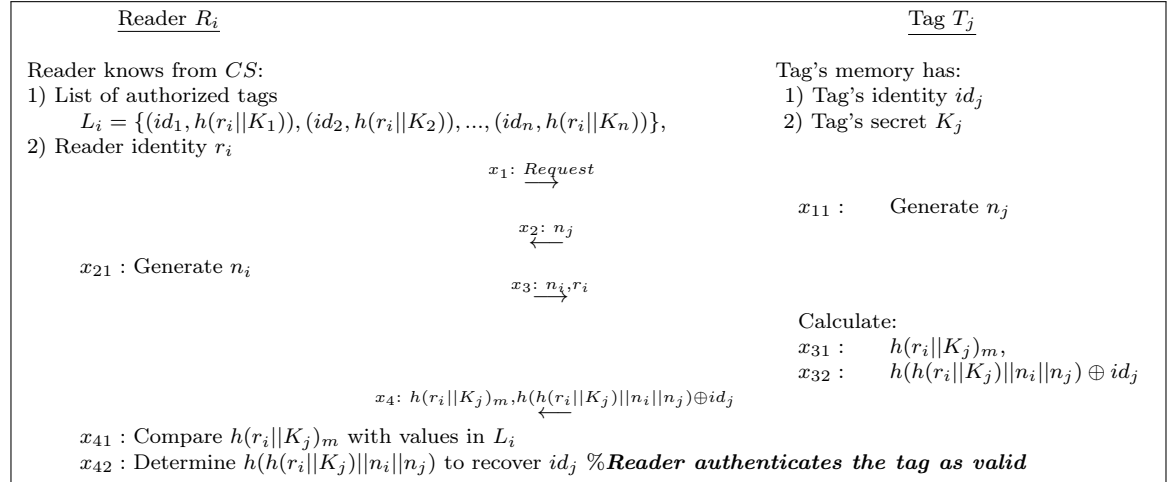 Reader R_i Tag T_j
Reader knows from CS: Tag's memory has:
1) List of authorized tags 1) Tag's identity id_j
L_i = {(id_1, h(r_i||K_1)), (id_2, h(r_i||K_2)), ..., (id_n, h(r_i||K_n))}, 2) Tag's secret K_j
2) Reader identity r_i
x_1: Request
→
x_11 : Generate n_j
x_2: n_j
←
x_21 : Generate n_i
x_3: n_i,r_i
→
Calculate:
x_31 : h(r_i||K_j)_m,
x_32 : h(h(r_i||K_j)||n_i||n_j) ⊕ id_j
x_4: h(r_i||K_j)_m,h(h(r_i||K_j)||n_i||n_j)⊕id_j
←
x_41 : Compare h(r_i||K_j)_m with values in L_i
x_42 : Determine h(h(r_i||K_j)||n_i||n_j) to recover id_j %Reader authenticates the tag as valid